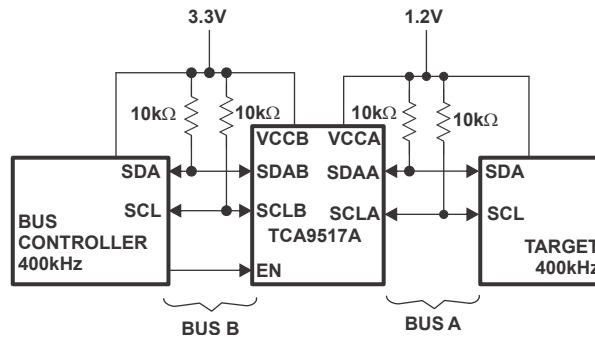 3.3V
1.2V
10kΩ
10kΩ
10kΩ
10kΩ
VCCB
VCCA
SDA
SDAB
SDAA
SDA
SCL
SCLB
SCLA
SCL
BUS
CONTROLLER
400kHz
TCA9517A
TARGET
400kHz
EN
BUS B
BUS A